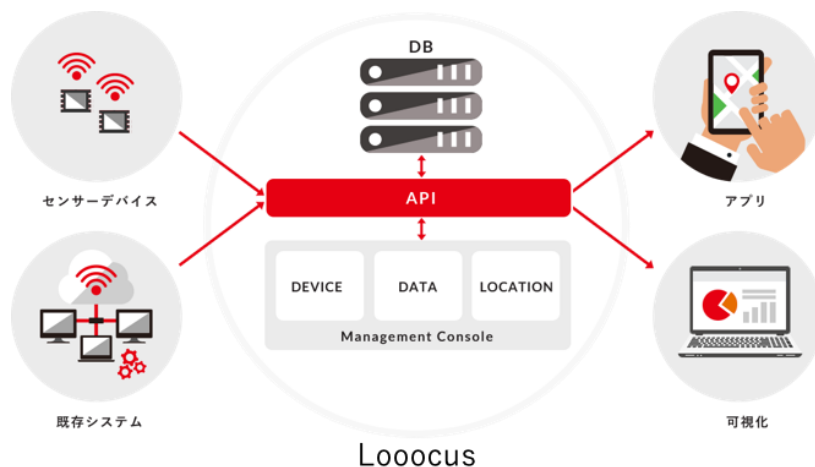 DB
センサーデバイス
API
アプリ
DEVICE
DATA
LOCATION
Management Console
既存システム
可視化
Looocus